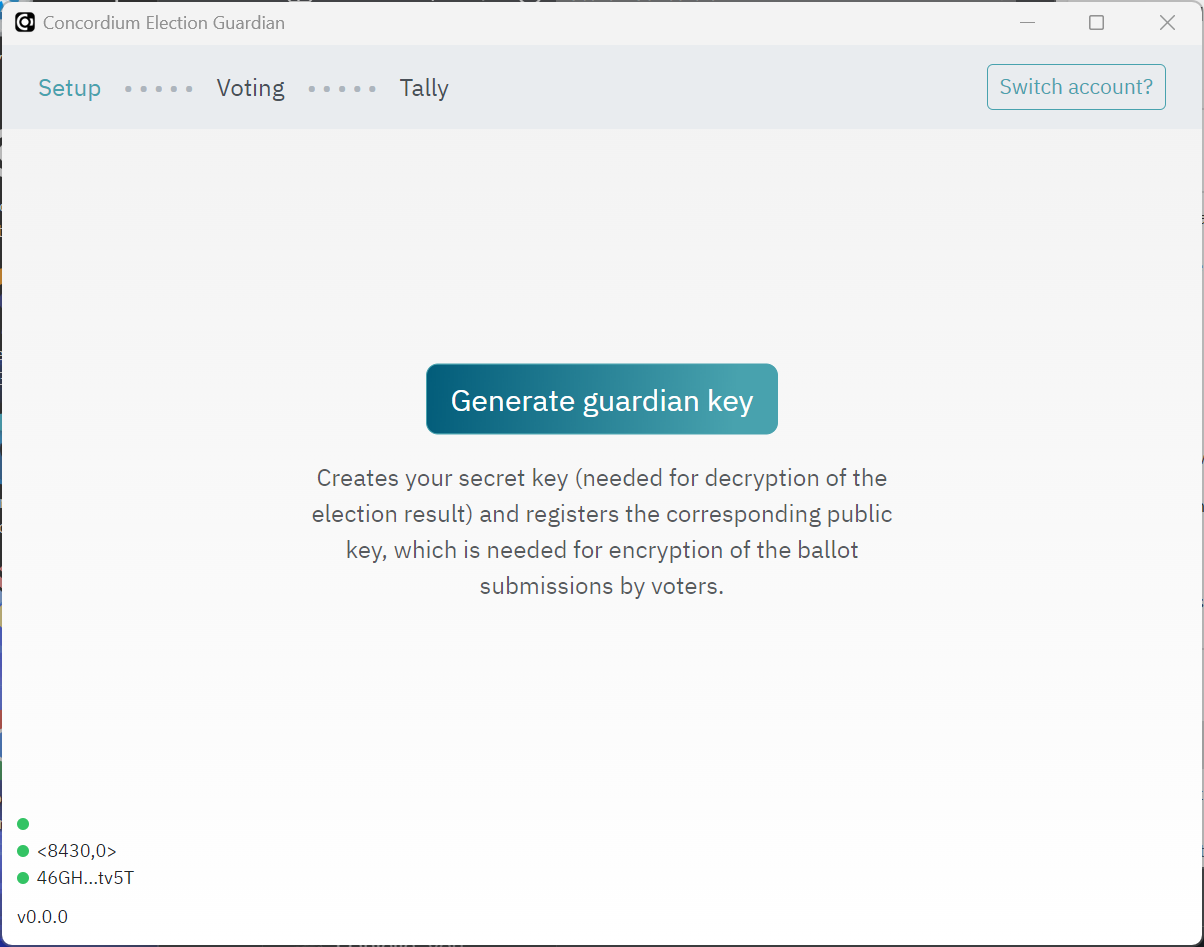 Concordium Election Guardian
Setup Voting Tally Switch account?
Generate guardian key
Creates your secret key (needed for decryption of the
election result) and registers the corresponding public
key, which is needed for encryption of the ballot
submissions by voters.
<8430,0>
46GH...tv5T
v0.0.0